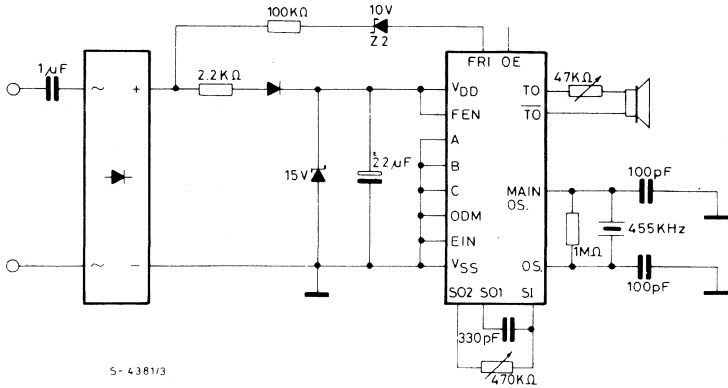 100KΩ
10V
Z2
FRI OE
1µF
2.2KΩ
47KΩ
~
+
VDD
TO
FEN
TO
A
B
15V
22µF
C
MAIN
OS.
100pF
ODM
455KHz
EIN
1MΩ
~
-
VSS
OS.
100pF
SO2 SO1 SI
330pF
470KΩ
S-4381/3